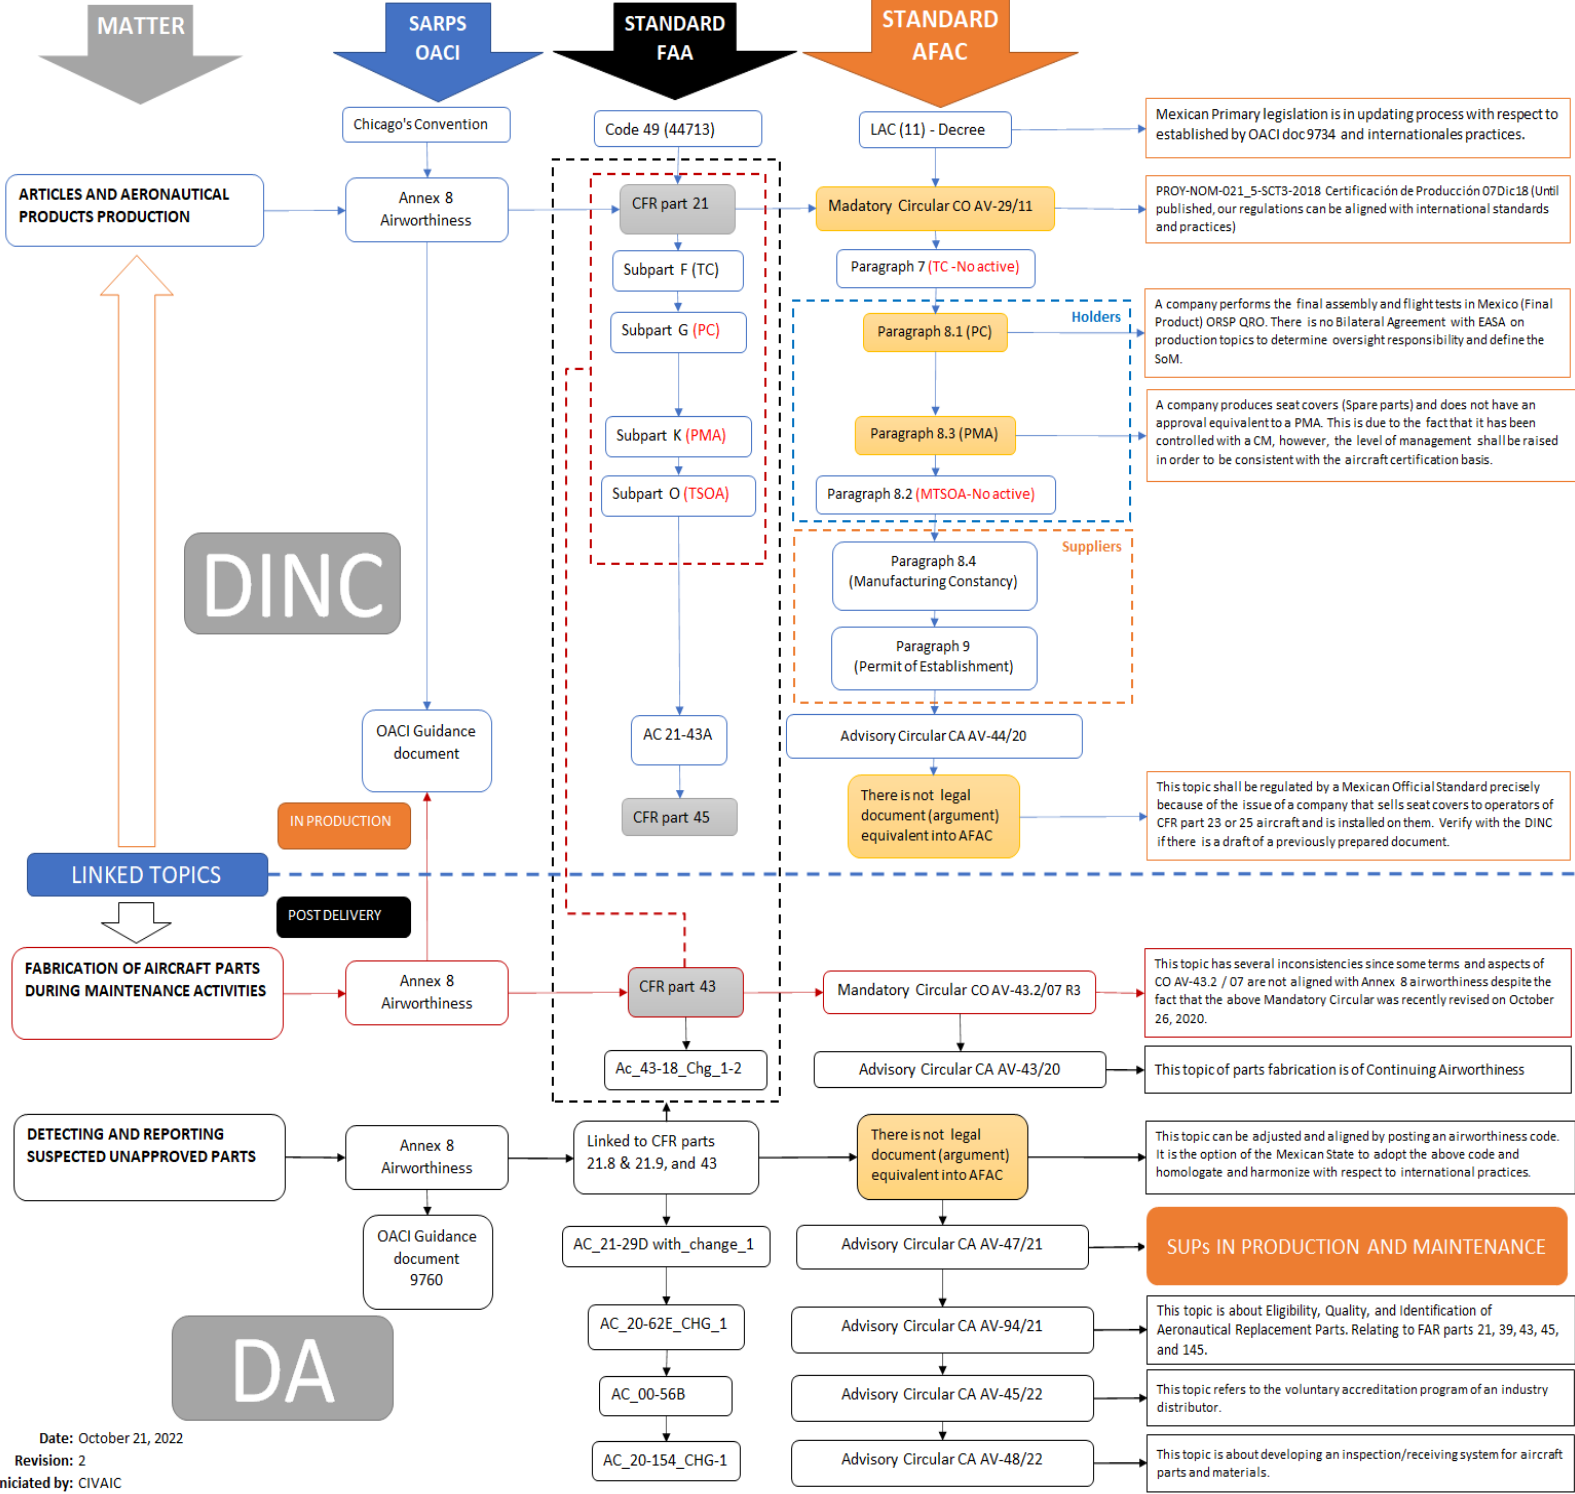 MATTER
SARPS
OACI
STANDARD
FAA
STANDARD
AFAC
Chicago's Convention
Code 49 (44713)
LAC (11) - Decree
Mexican Primary legislation is in updating process with respect to
established by OACI doc 9734 and internationales practices.
ARTICLES AND AERONAUTICAL
PRODUCTS PRODUCTION
Annex 8
Airworthiness
CFR part 21
Madatory Circular CO AV-29/11
PROY-NOM-021_5-SCT3-2018 Certificación de Producción 07Dic18 (Until
published, our regulations can be aligned with international standards
and practices)
Subpart F (TC)
Paragraph 7 (TC -No active)
Subpart G (PC)
Holders
Paragraph 8.1 (PC)
A company performs the final assembly and flight tests in Mexico (Final
Product) ORSP QRO. There is no Bilateral Agreement with EASA on
production topics to determine oversight responsibility and define the
SoM.
Subpart K (PMA)
Paragraph 8.3 (PMA)
A company produces seat covers (Spare parts) and does not have an
approval equivalent to a PMA. This is due to the fact that it has been
controlled with a CM, however, the level of management shall be raised
in order to be consistent with the aircraft certification basis.
Subpart O (TSOA)
Paragraph 8.2 (MTSOA-No active)
DINC
Suppliers
Paragraph 8.4
(Manufacturing Constancy)
Paragraph 9
(Permit of Establishment)
OACI Guidance
document
AC 21-43A
Advisory Circular CA AV-44/20
IN PRODUCTION
CFR part 45
There is not legal
document (argument)
equivalent into AFAC
This topic shall be regulated by a Mexican Official Standard precisely
because of the issue of a company that sells seat covers to operators of
CFR part 23 or 25 aircraft and is installed on them. Verify with the DINC
if there is a draft of a previously prepared document.
LINKED TOPICS
POST DELIVERY
FABRICATION OF AIRCRAFT PARTS
DURING MAINTENANCE ACTIVITIES
Annex 8
Airworthiness
CFR part 43
Mandatory Circular CO AV-43.2/07 R3
This topic has several inconsistencies since some terms and aspects of
CO AV-43.2 / 07 are not aligned with Annex 8 airworthiness despite the
fact that the above Mandatory Circular was recently revised on October
26, 2020.
Ac_43-18_Chg_1-2
Advisory Circular CA AV-43/20
This topic of parts fabrication is of Continuing Airworthiness
DETECTING AND REPORTING
SUSPECTED UNAPPROVED PARTS
Annex 8
Airworthiness
Linked to CFR parts
21.8 & 21.9, and 43
There is not legal
document (argument)
equivalent into AFAC
This topic can be adjusted and aligned by posting an airworthiness code.
It is the option of the Mexican State to adopt the above code and
homologate and harmonize with respect to international practices.
OACI Guidance
document
9760
AC_21-29D with_change_1
Advisory Circular CA AV-47/21
SUPs IN PRODUCTION AND MAINTENANCE
AC_20-62E_CHG_1
Advisory Circular CA AV-94/21
This topic is about Eligibility, Quality, and Identification of
Aeronautical Replacement Parts. Relating to FAR parts 21, 39, 43, 45,
and 145.
DA
AC_00-56B
Advisory Circular CA AV-45/22
This topic refers to the voluntary accreditation program of an industry
distributor.
AC_20-154_CHG-1
Advisory Circular CA AV-48/22
This topic is about developing an inspection/receiving system for aircraft
parts and materials.
Date: October 21, 2022
Revision: 2
niciated by: CIVAIC